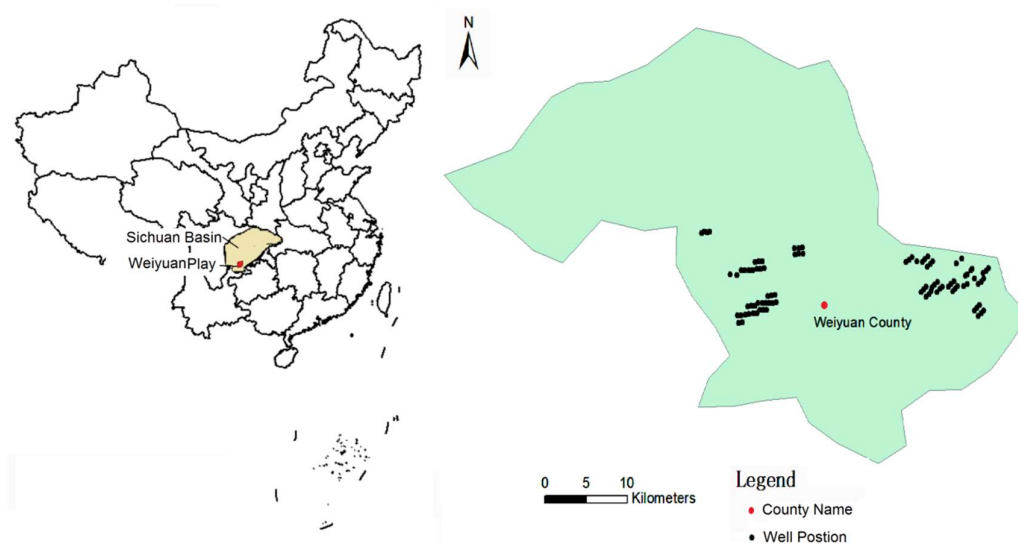 N
Sichuan Basin
WeiyuanPlay
Weiyuan County
0 5 10
Kilometers
Legend
County Name
Well Postion